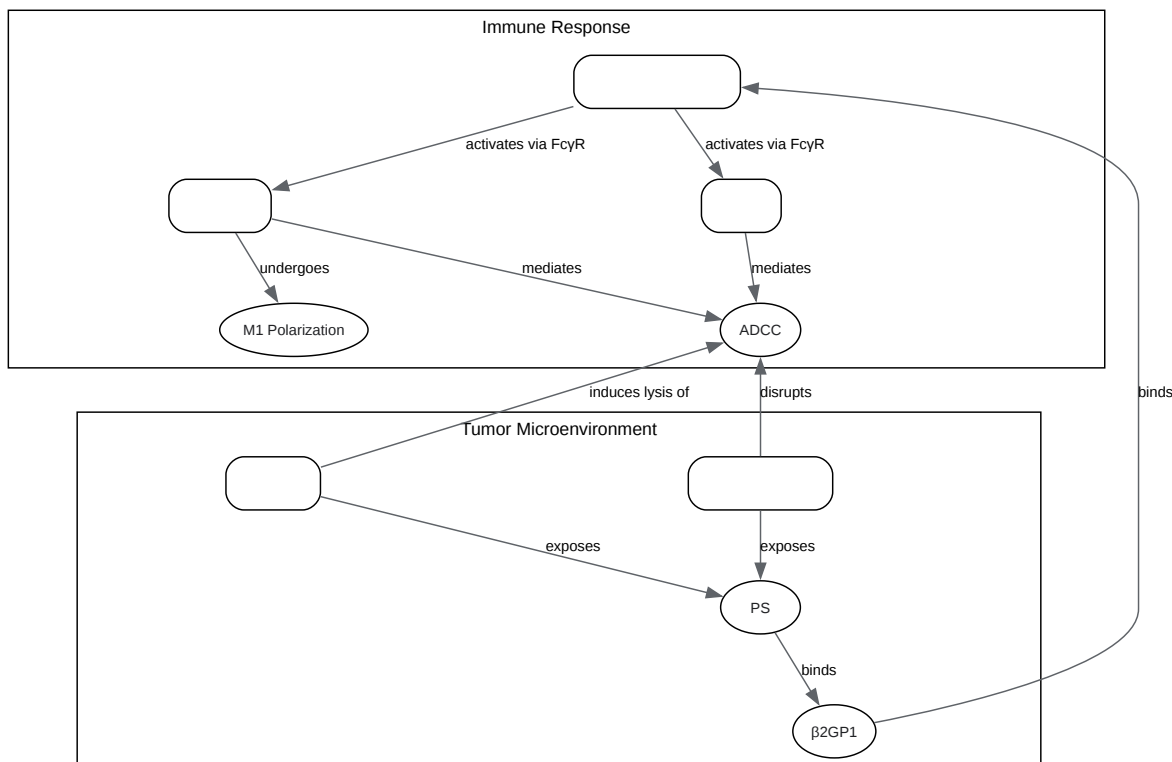 Immune Response
activates via FcγR
activates via FcγR
undergoes
mediates
mediates
M1 Polarization
ADCC
induces lysis of
disrupts
binds
Tumor Microenvironment
exposes
exposes
PS
binds
β2GP1